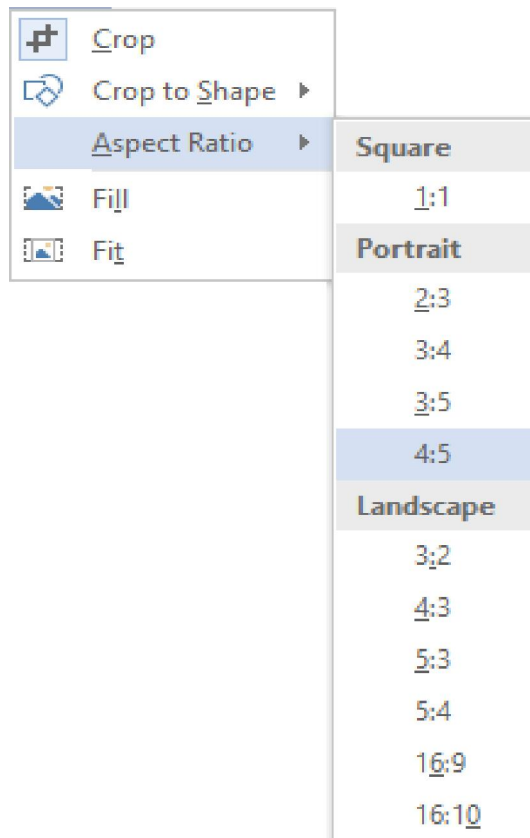 Crop
Crop to Shape
Aspect Ratio
Fill
Fit
Square
1:1
Portrait
2:3
3:4
3:5
4:5
Landscape
3:2
4:3
5:3
5:4
16:9
16:10